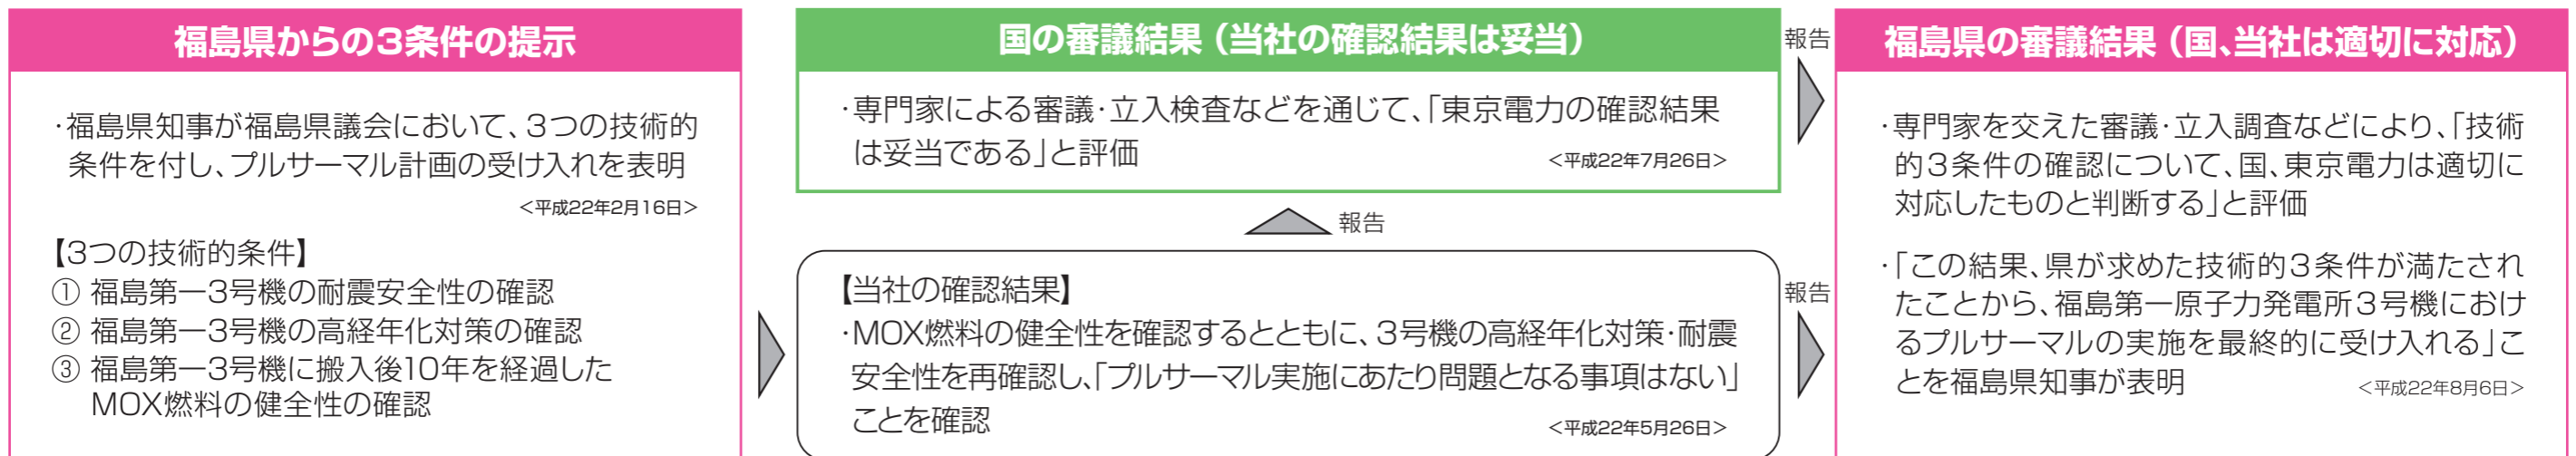 福島県からの3条件の提示
・福島県知事が福島県議会において、3つの技術的
条件を付し、プルサーマル計画の受け入れを表明
<平成22年2月16日>
【3つの技術的条件】
① 福島第一3号機の耐震安全性の確認
② 福島第一3号機の高経年化対策の確認
③ 福島第一3号機に搬入後10年を経過した
MOX燃料の健全性の確認
国の審議結果（当社の確認結果は妥当）
・専門家による審議・立入検査などを通じて、「東京電力の確認結果
は妥当である」と評価
<平成22年7月26日>
報告
【当社の確認結果】
・MOX燃料の健全性を確認するとともに、3号機の高経年化対策・耐震
安全性を再確認し、「プルサーマル実施にあたり問題となる事項はない」
ことを確認
<平成22年5月26日>
報告
報告
福島県の審議結果（国、当社は適切に対応）
・専門家を交えた審議・立入調査などにより、「技術
的3条件の確認について、国、東京電力は適切に
対応したものと判断する」と評価
・「この結果、県が求めた技術的3条件が満たされ
たことから、福島第一原子力発電所3号機におけ
るプルサーマルの実施を最終的に受け入れる」こ
とを福島県知事が表明
<平成22年8月6日>